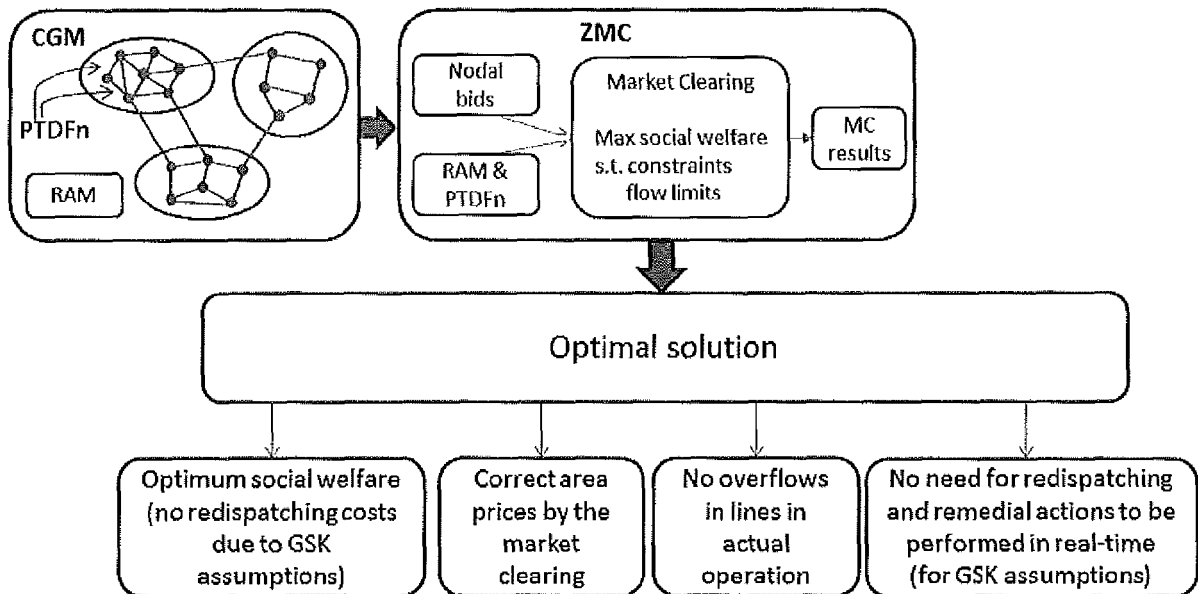 CGM
PTDFn
RAM
ZMC
Nodal
bids
RAM &
PTDFn
Market Clearing
Max social welfare
s.t. constraints
flow limits
MC
results
Optimal solution
Optimum social welfare
(no redispatching costs
due to GSK
assumptions)
Correct area
prices by the
market
clearing
No overflows
in lines in
actual
operation
No need for redispatching
and remedial actions to be
performed in real-time
(for GSK assumptions)